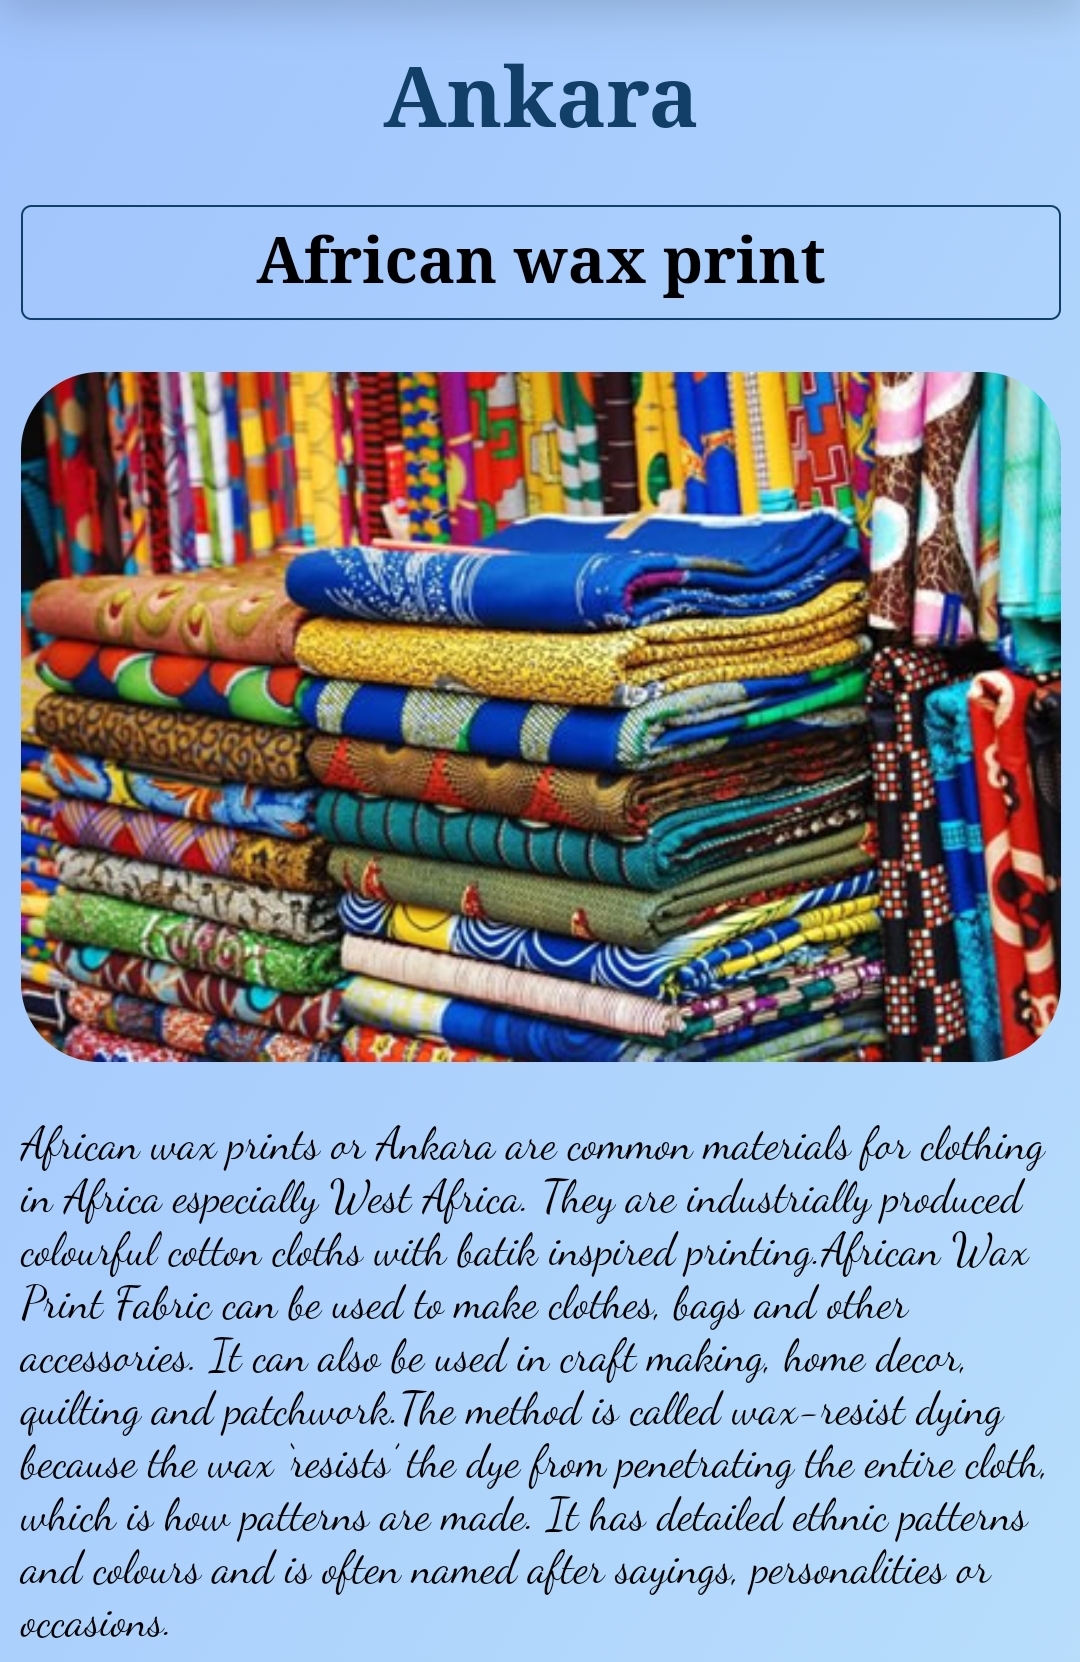 Ankara
African wax print
African wax prints or Ankara are common materials for clothing
in Africa especially West Africa. They are industrially produced
colourful cotton cloths with batik inspired printing.African Wax
Print Fabric can be used to make clothes, bags and other
accessories. It can also be used in craft making, home decor,
quilting and patchwork.The method is called wax-resist dying
because the wax `resists' the dye from penetrating the entire cloth,
which is how patterns are made. It has detailed ethnic patterns
and colours and is often named after sayings, personalities or
occasions.